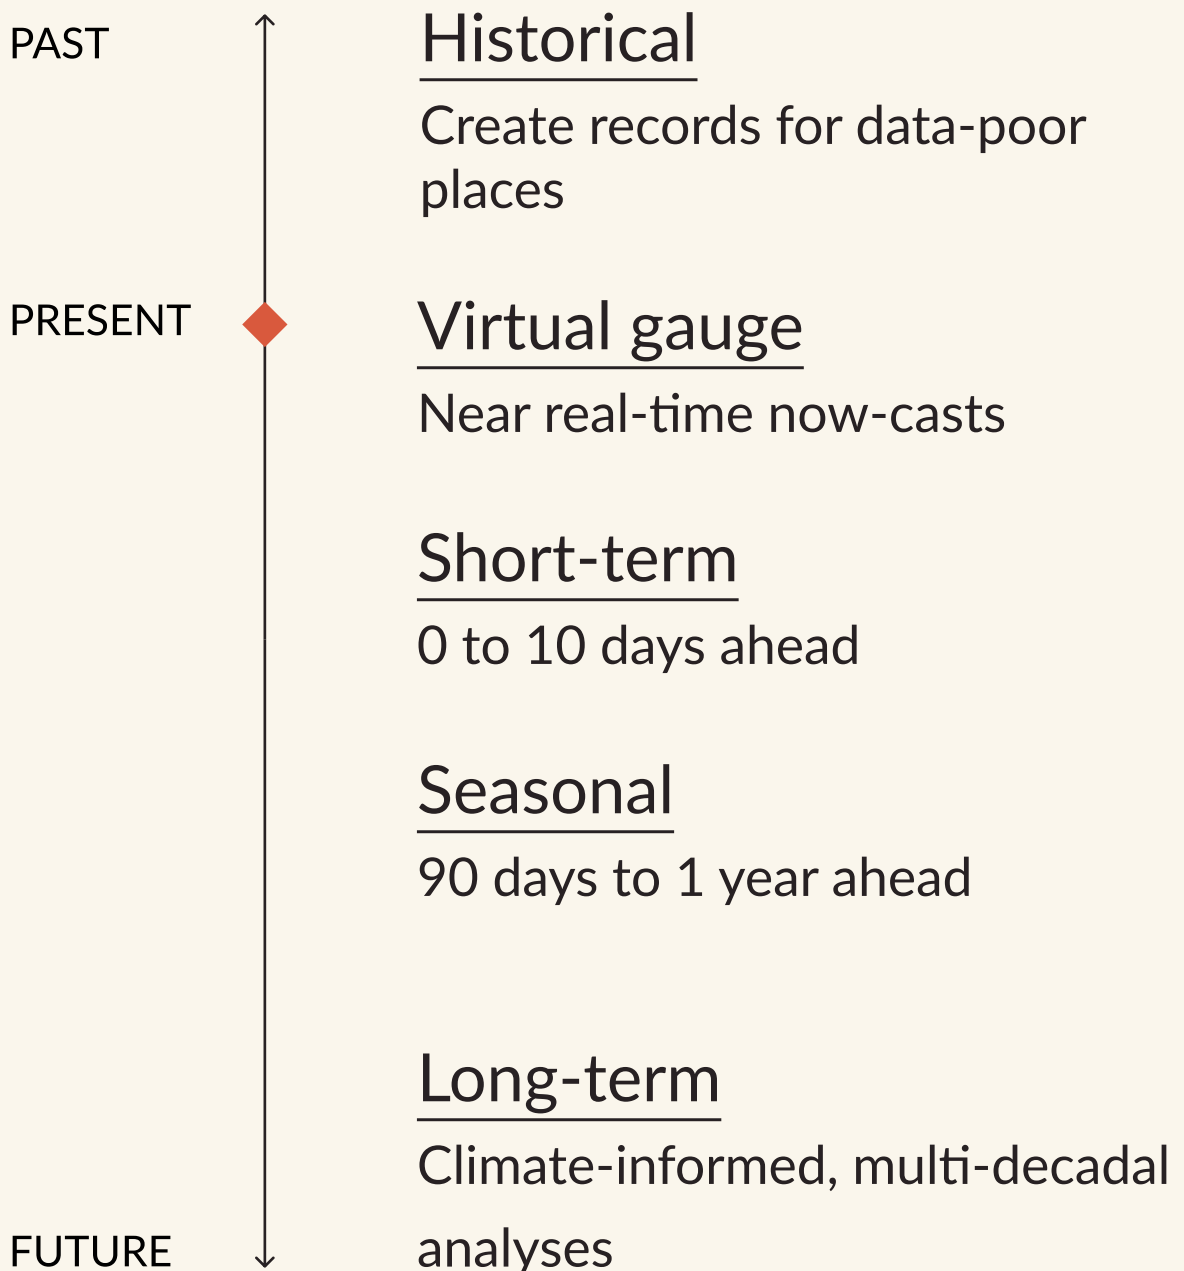 PAST
Historical
Create records for data-poor
places
PRESENT
Virtual gauge
Near real-time now-casts
Short-term
0 to 10 days ahead
Seasonal
90 days to 1 year ahead
Long-term
Climate-informed, multi-decadal
analyses
FUTURE